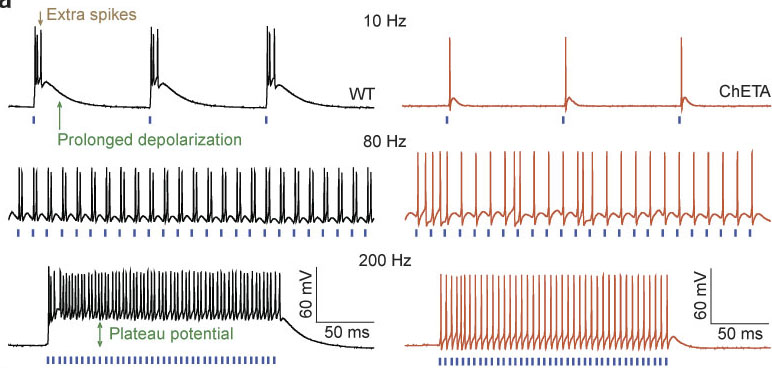 a
Extra spikes
10 Hz
WT
ChETA
Prolonged depolarization
80 Hz
200 Hz
Plateau potential
60 mV
50 ms
60 mV
50 ms